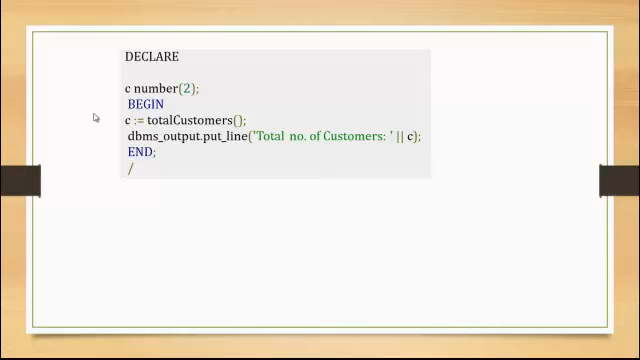 DECLARE
c number(2);
BEGIN
c := totalCustomers();
dbms_output.put_line('Total no. of Customers: ' || c);
END;
/